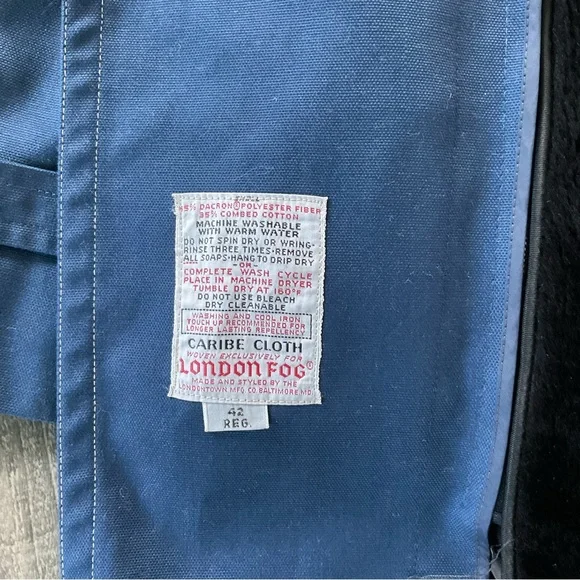 SHELL
65% DACRON® POLYESTER FIBER
35% COMBED COTTON
MACHINE WASHABLE
WITH WARM WATER
DO NOT SPIN DRY OR WRING-
RINSE THREE TIMES-REMOVE
ALL SOAPS-HANG TO DRIP DRY
-OR-
COMPLETE WASH CYCLE
PLACE IN MACHINE DRYER
TUMBLE DRY AT 160°F
DO NOT USE BLEACH
DRY CLEANABLE
WASHING AND COOL IRON
TOUCH UP RECOMMENDED FOR
LONGER LASTING REPELLENCY
CARIBE CLOTH
WOVEN EXCLUSIVELY FOR
LONDON FOG®
MADE AND STYLED BY THE
LONDONTOWN MFG. CO. BALTIMORE MD.
42
REG.